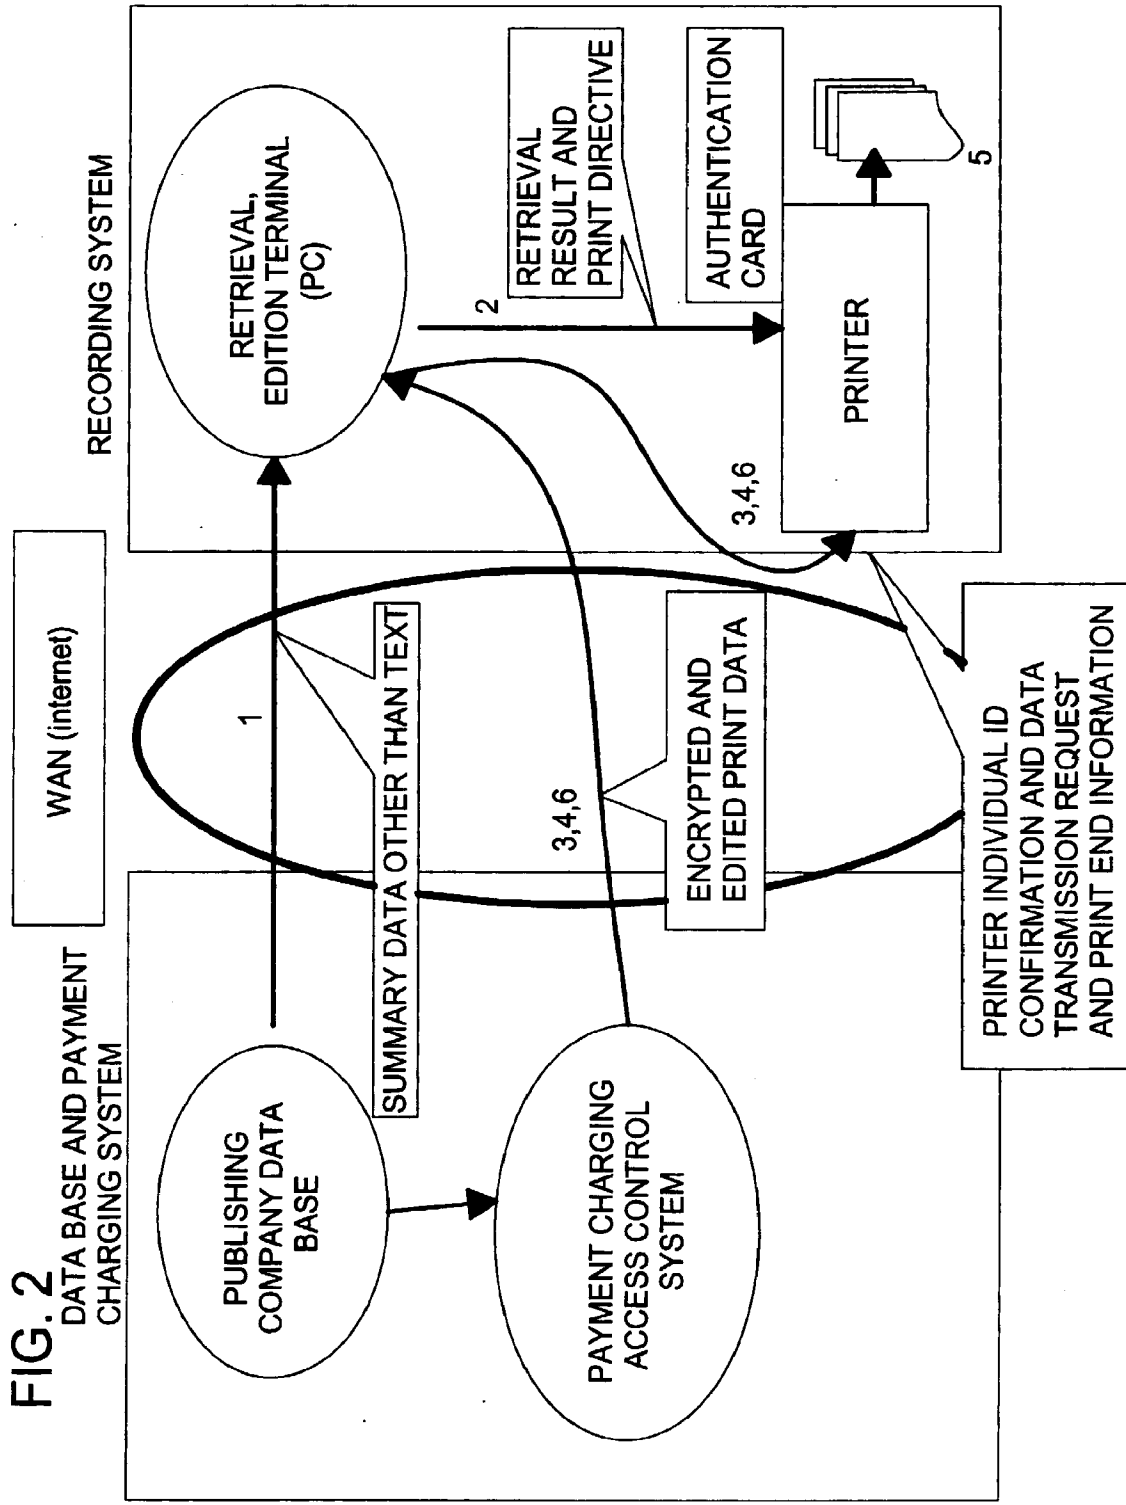 FIG. 2
DATA BASE AND PAYMENT
CHARGING SYSTEM
WAN (internet)
RECORDING SYSTEM
PUBLISHING
COMPANY DATA
BASE
1
SUMMARY DATA OTHER THAN TEXT
RETRIEVAL,
EDITION TERMINAL
(PC)
2
RETRIEVAL
RESULT AND
PRINT DIRECTIVE
PAYMENT CHARGING
ACCESS CONTROL
SYSTEM
3,4,6
ENCRYPTED AND
EDITED PRINT DATA
3,4,6
AUTHENTICATION
CARD
PRINTER
5
PRINTER INDIVIDUAL ID
CONFIRMATION AND DATA
TRANSMISSION REQUEST
AND PRINT END INFORMATION